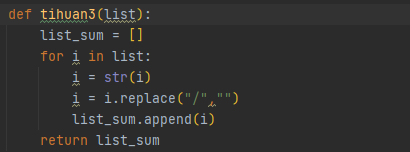 def tihuan3(list):
    list_sum = []
    for i in list:
        i = str(i)
        i = i.replace("/","")
        list_sum.append(i)
    return list_sum